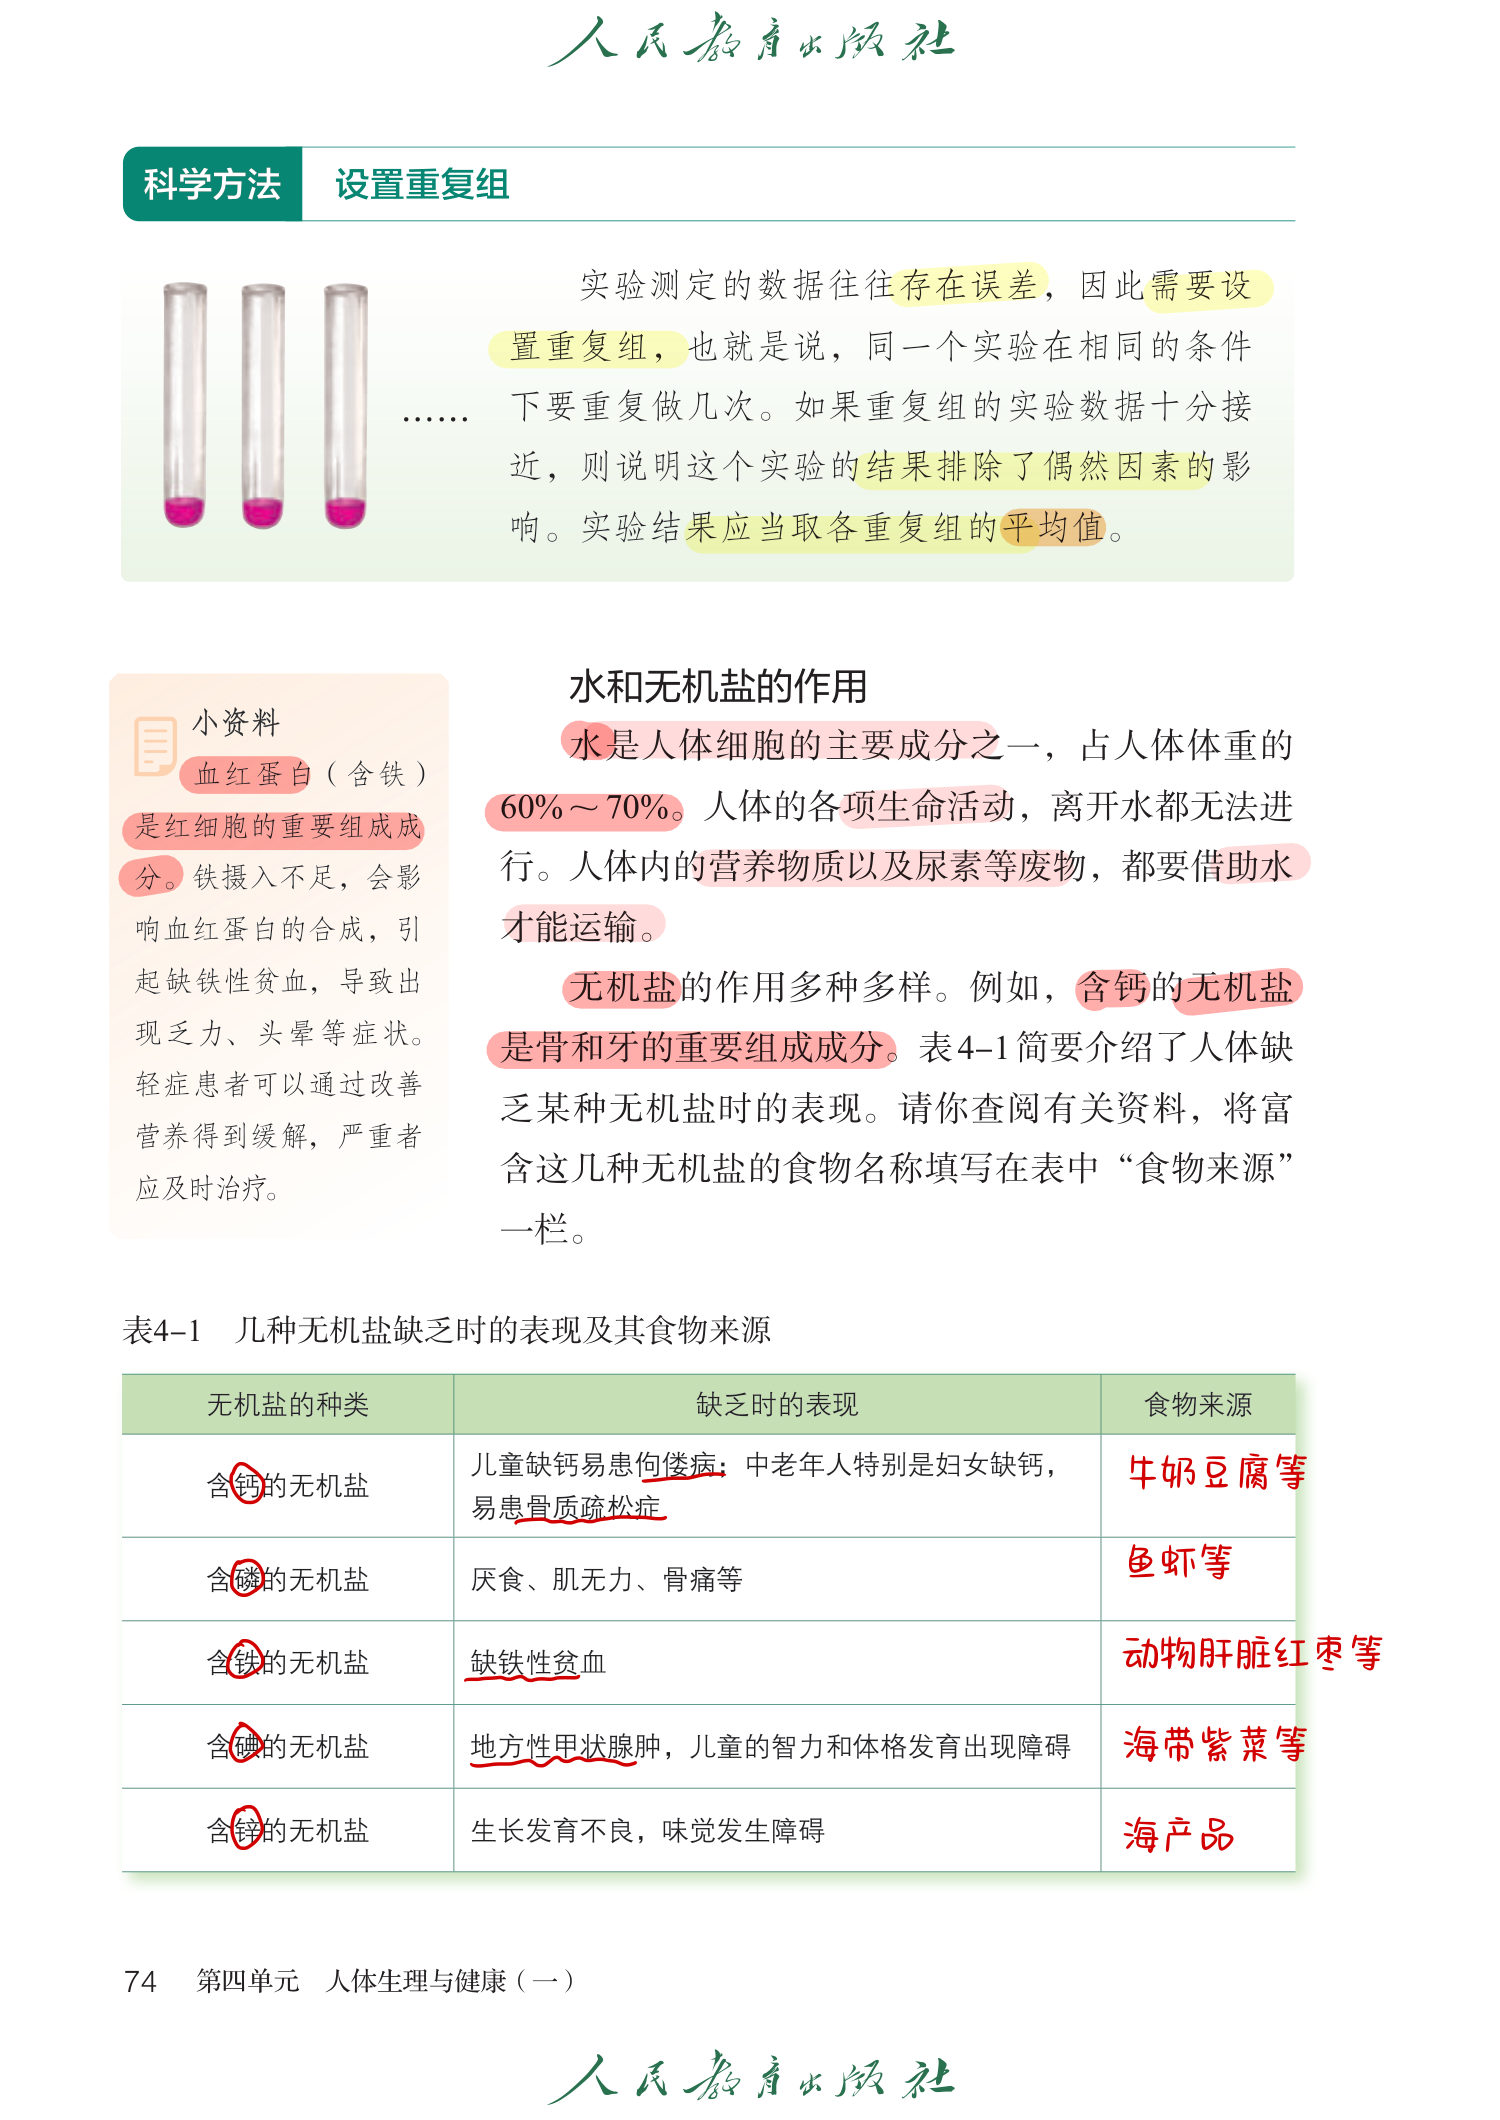 人民教育出版社
科学方法 设置重复组
实验测定的数据往往存在误差，因此需要设
置重复组，也就是说，同一个实验在相同的条件
下要重复做几次。如果重复组的实验数据十分接
近，则说明这个实验的结果排除了偶然因素的影
响。实验结果应当取各重复组的平均值。
……
小资料
血红蛋白（含铁）
是红细胞的重要组成成
分。铁摄入不足，会影
响血红蛋白的合成，引
起缺铁性贫血，导致出
现乏力、头晕等症状。
轻症患者可以通过改善
营养得到缓解，严重者
应及时治疗。
水和无机盐的作用
水是人体细胞的主要成分之一，占人体体重的
60%～70%。人体的各项生命活动，离开水都无法进
行。人体内的营养物质以及尿素等废物，都要借助水
才能运输。
无机盐的作用多种多样。例如，含钙的无机盐
是骨和牙的重要组成成分。表4-1简要介绍了人体缺
乏某种无机盐时的表现。请你查阅有关资料，将富
含这几种无机盐的食物名称填写在表中“食物来源”
一栏。
表4-1 几种无机盐缺乏时的表现及其食物来源
无机盐的种类 缺乏时的表现 食物来源
含钙的无机盐 儿童缺钙易患佝偻病；中老年人特别是妇女缺钙， 牛奶豆腐等
易患骨质疏松症
含磷的无机盐 厌食、肌无力、骨痛等 鱼虾等
含铁的无机盐 缺铁性贫血 动物肝脏红枣等
含碘的无机盐 地方性甲状腺肿，儿童的智力和体格发育出现障碍 海带紫菜等
含锌的无机盐 生长发育不良，味觉发生障碍 海产品
74 第四单元 人体生理与健康（一）
人民教育出版社